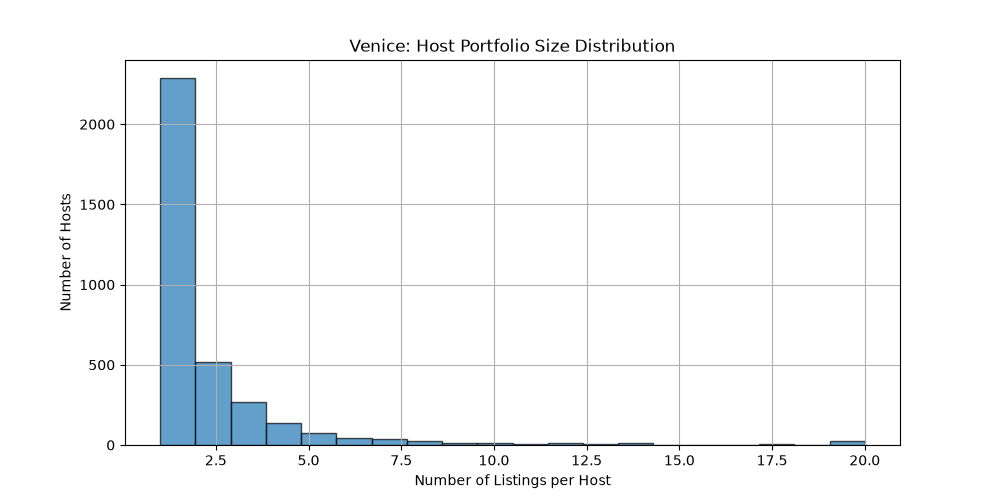 Venice: Host Portfolio Size Distribution
Number of Hosts
2000
1500
1000
500
0
2.5 5.0 7.5 10.0 12.5 15.0 17.5 20.0
Number of Listings per Host